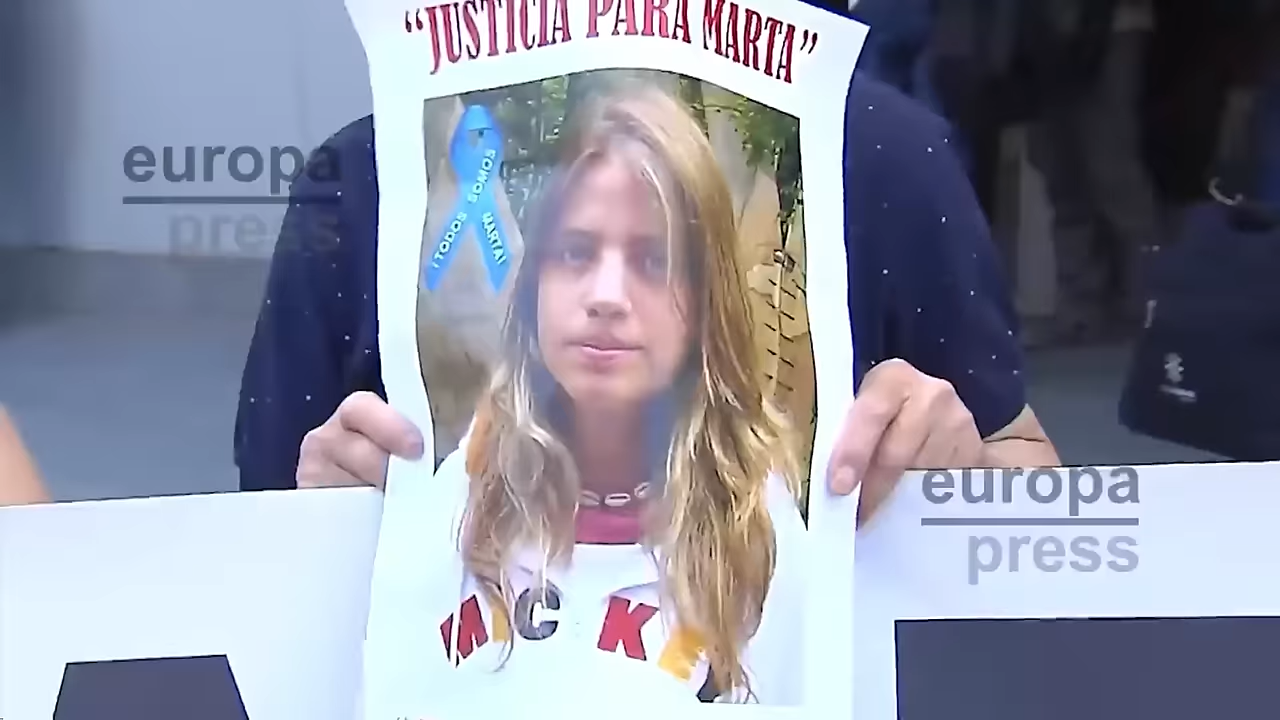 “JUSTICIA PARA MARTA”
¡TODOS SOMOS
MARTA!
europa
press
europa
press